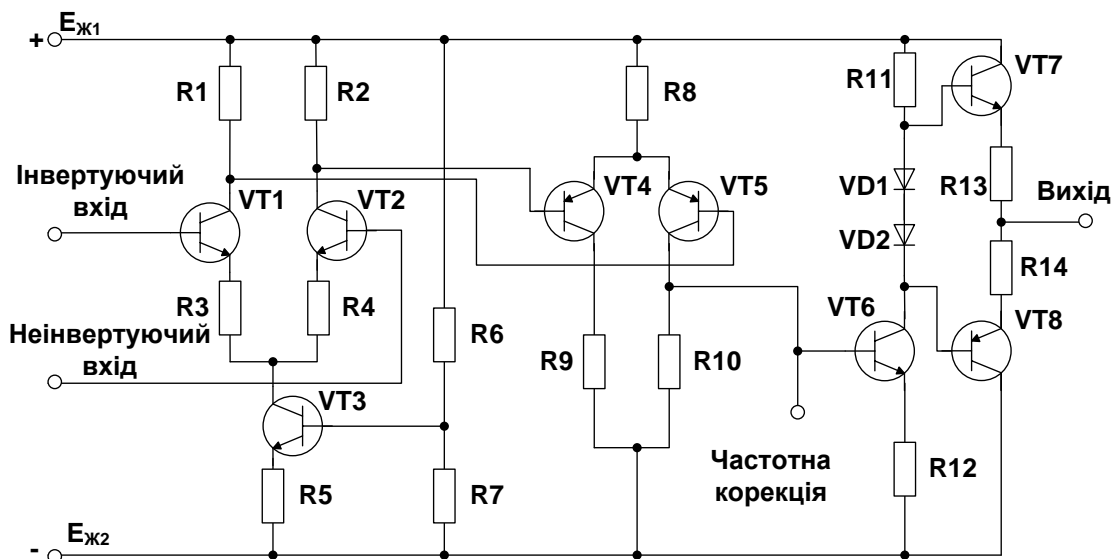 + EЖ1
R1
R2
R8
R11
VT7
Інвертуючий
вхід
VT1
VT2
VT4
VT5
VD1
R13
Вихід
VD2
R14
R3
R4
Неінвертуючий
вхід
R6
VT6
VT8
R9
R10
VT3
Частотна
корекція
R5
R7
R12
- EЖ2